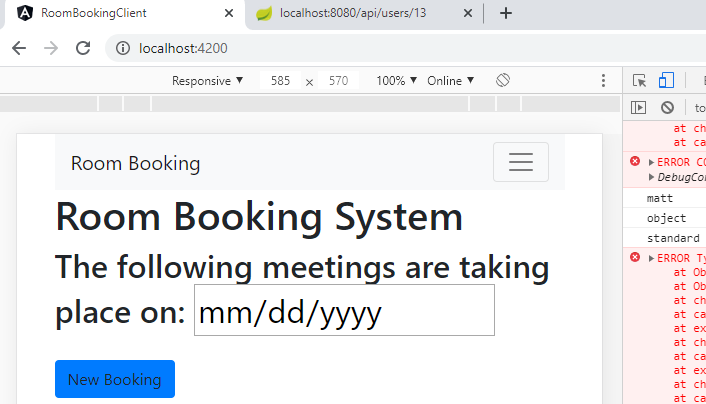 RoomBookingClient
localhost:8080/api/users/13
localhost:4200
Responsive 585 x 570 100% Online
to
at ch
at ca
Room Booking
ERROR CO
DebugCo
matt
object
standard
Room Booking System
The following meetings are taking
place on: mm/dd/yyyy
ERROR Ty
at Ob
at Ob
at ch
at ca
at ex
at ch
at ca
at ex
at ch
at ca
New Booking